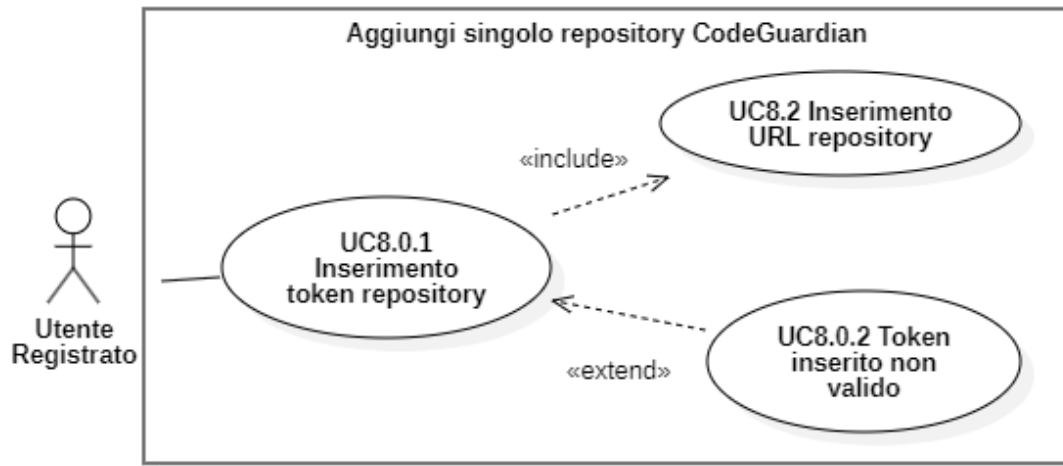 Aggiungi singolo repository CodeGuardian
UC8.2 Inserimento
URL repository
«include»
UC8.0.1
Inserimento
token repository
Utente
Registrato
UC8.0.2 Token
inserito non
valido
«extend»